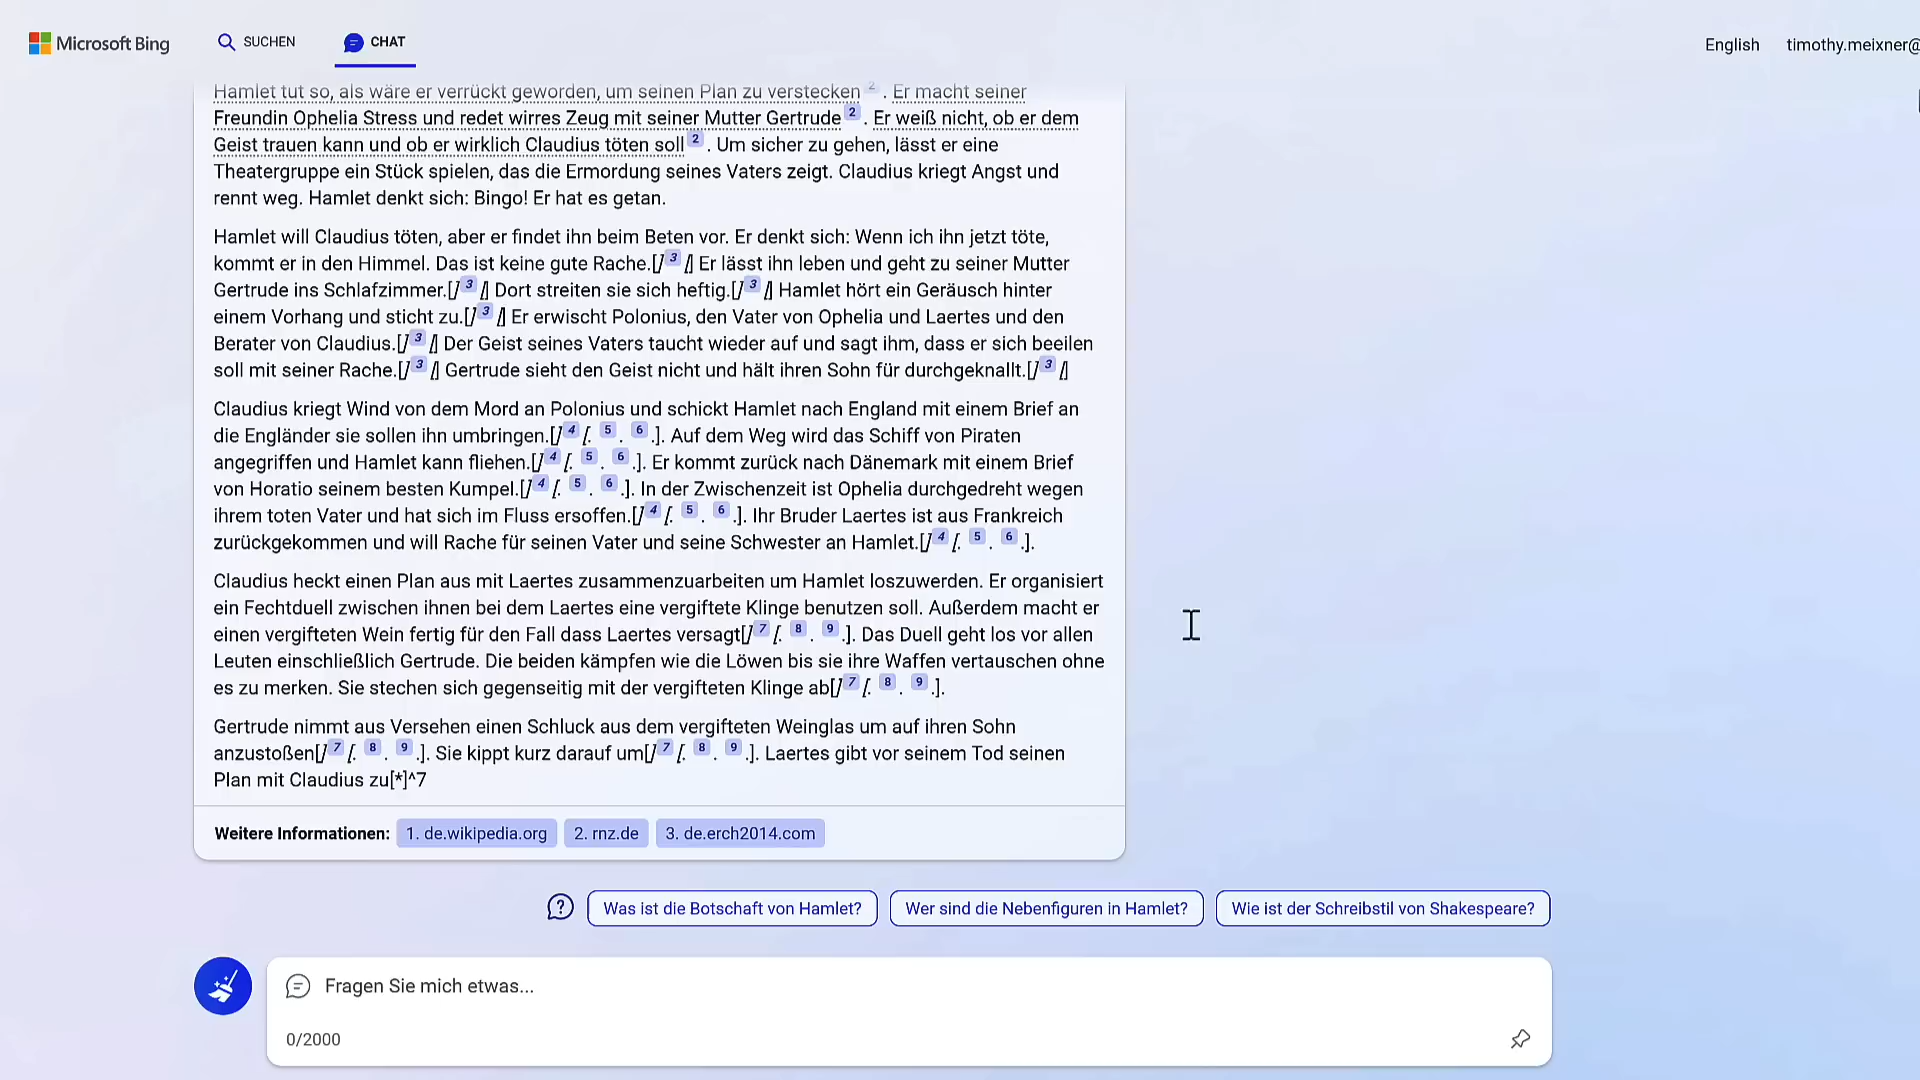 Microsoft Bing
SUCHEN
CHAT
English
timothy.meixner@
Hamlet tut so, als wäre er verrückt geworden, um seinen Plan zu verstecken 2 . Er macht seiner
Freundin Ophelia Stress und redet wirres Zeug mit seiner Mutter Gertrude 2 . Er weiß nicht, ob er dem
Geist trauen kann und ob er wirklich Claudius töten soll 2 . Um sicher zu gehen, lässt er eine
Theatergruppe ein Stück spielen, das die Ermordung seines Vaters zeigt. Claudius kriegt Angst und
rennt weg. Hamlet denkt sich: Bingo! Er hat es getan.
Hamlet will Claudius töten, aber er findet ihn beim Beten vor. Er denkt sich: Wenn ich ihn jetzt töte,
kommt er in den Himmel. Das ist keine gute Rache.[] 3 [] Er lässt ihn leben und geht zu seiner Mutter
Gertrude ins Schlafzimmer.[] 3 [] Dort streiten sie sich heftig.[] 3 [] Hamlet hört ein Geräusch hinter
einem Vorhang und sticht zu.[] 3 [] Er erwischt Polonius, den Vater von Ophelia und Laertes und den
Berater von Claudius.[] 3 [] Der Geist seines Vaters taucht wieder auf und sagt ihm, dass er sich beeilen
soll mit seiner Rache.[] 3 [] Gertrude sieht den Geist nicht und hält ihren Sohn für durchgeknallt.[] 3 []
Claudius kriegt Wind von dem Mord an Polonius und schickt Hamlet nach England mit einem Brief an
die Engländer sie sollen ihn umbringen.[] 4 [. 5 . 6 .]. Auf dem Weg wird das Schiff von Piraten
angegriffen und Hamlet kann fliehen.[] 4 [. 5 . 6 .]. Er kommt zurück nach Dänemark mit einem Brief
von Horatio seinem besten Kumpel.[] 4 [. 5 . 6 .]. In der Zwischenzeit ist Ophelia durchgedreht wegen
ihrem toten Vater und hat sich im Fluss ersoffen.[] 4 [. 5 . 6 .]. Ihr Bruder Laertes ist aus Frankreich
zurückgekommen und will Rache für seinen Vater und seine Schwester an Hamlet.[] 4 [. 5 . 6 .].
Claudius heckt einen Plan aus mit Laertes zusammenzuarbeiten um Hamlet loszuwerden. Er organisiert
ein Fechtduell zwischen ihnen bei dem Laertes eine vergiftete Klinge benutzen soll. Außerdem macht er
einen vergifteten Wein fertig für den Fall dass Laertes versagt[] 7 [. 8 . 9 .]. Das Duell geht los vor allen
Leuten einschließlich Gertrude. Die beiden kämpfen wie die Löwen bis sie ihre Waffen vertauschen ohne
es zu merken. Sie stechen sich gegenseitig mit der vergifteten Klinge ab[] 7 [. 8 . 9 .].
Gertrude nimmt aus Versehen einen Schluck aus dem vergifteten Weinglas um auf ihren Sohn
anzustoßen[] 7 [. 8 . 9 .]. Sie kippt kurz darauf um[] 7 [. 8 . 9 .]. Laertes gibt vor seinem Tod seinen
Plan mit Claudius zu[*]^7
Weitere Informationen: 1. de.wikipedia.org 2. rnz.de 3. de.erch2014.com
Was ist die Botschaft von Hamlet?
Wer sind die Nebenfiguren in Hamlet?
Wie ist der Schreibstil von Shakespeare?
Fragen Sie mich etwas...
0/2000